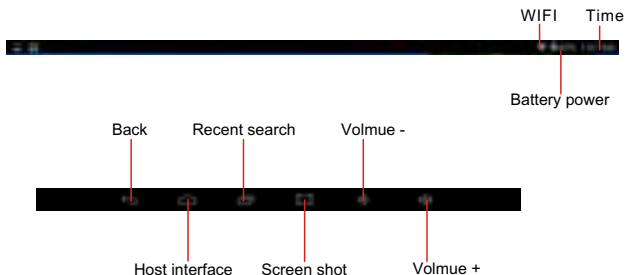 WIFI Time
Battery power
Back Recent search Volmue -
Host interface Screen shot Volmue +